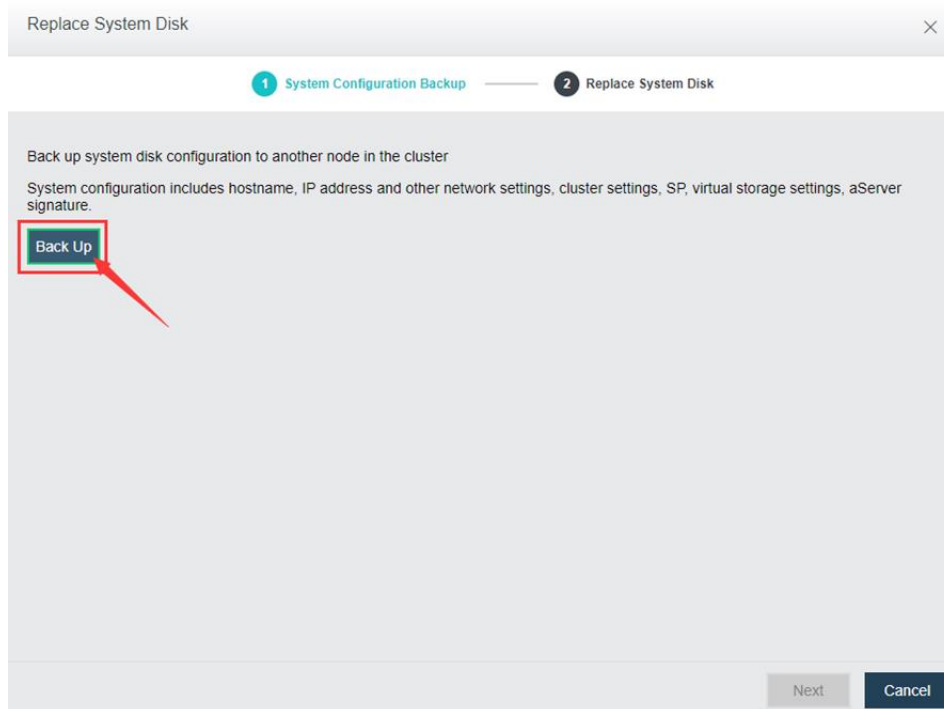 Replace System Disk
1 System Configuration Backup 2 Replace System Disk
Back up system disk configuration to another node in the cluster
System configuration includes hostname, IP address and other network settings, cluster settings, SP, virtual storage settings, aServer
signature.
Back Up
Next Cancel